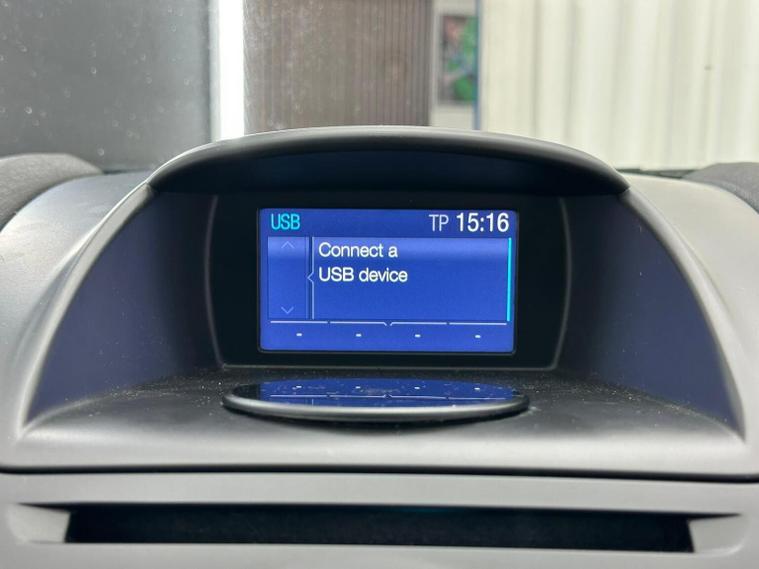 USB TP 15:16
Connect a
USB device
- - - -